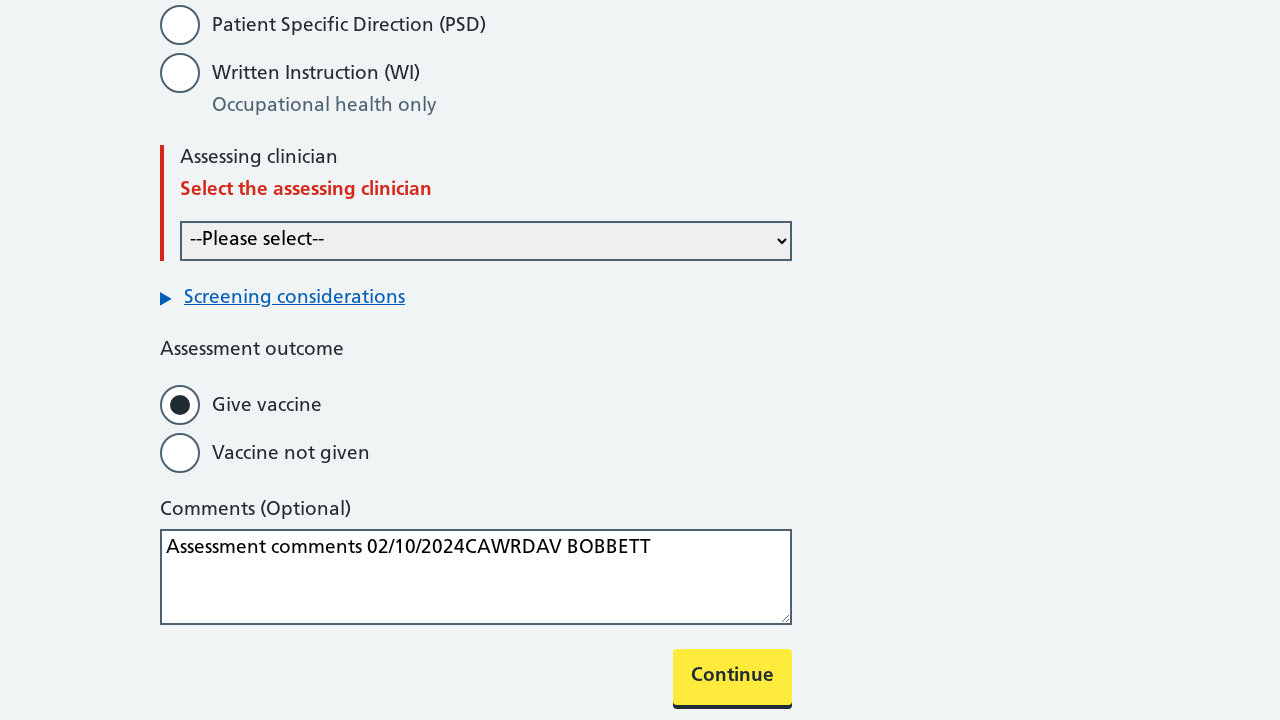 Patient Specific Direction (PSD)
Written Instruction (WI)
Occupational health only
Assessing clinician
Select the assessing clinician
--Please select--
Screening considerations
Assessment outcome
Give vaccine
Vaccine not given
Comments (Optional)
Assessment comments 02/10/2024CAWRDAV BOBBETT
Continue